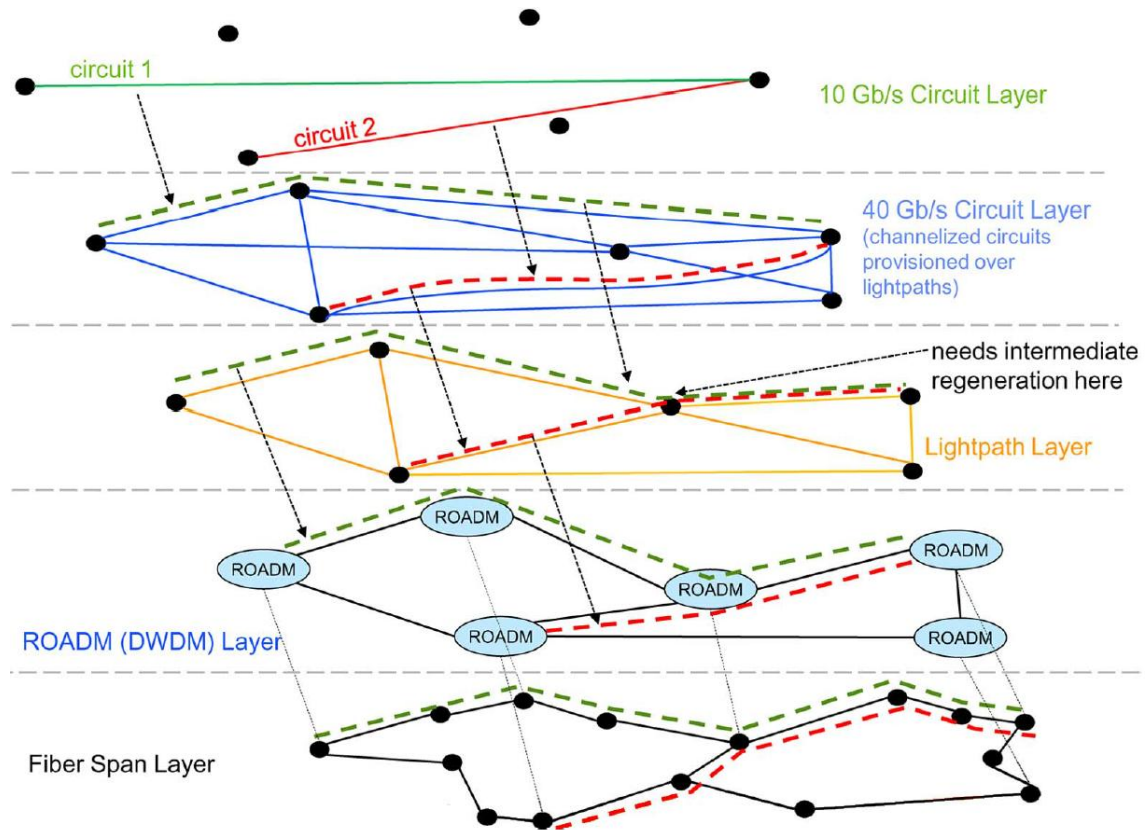 circuit 1
10 Gb/s Circuit Layer
circuit 2
40 Gb/s Circuit Layer
(channelized circuits
provisioned over
lightpaths)
needs intermediate
regeneration here
Lightpath Layer
ROADM
ROADM
ROADM
ROADM
ROADM
ROADM
ROADM (DWDM) Layer
Fiber Span Layer